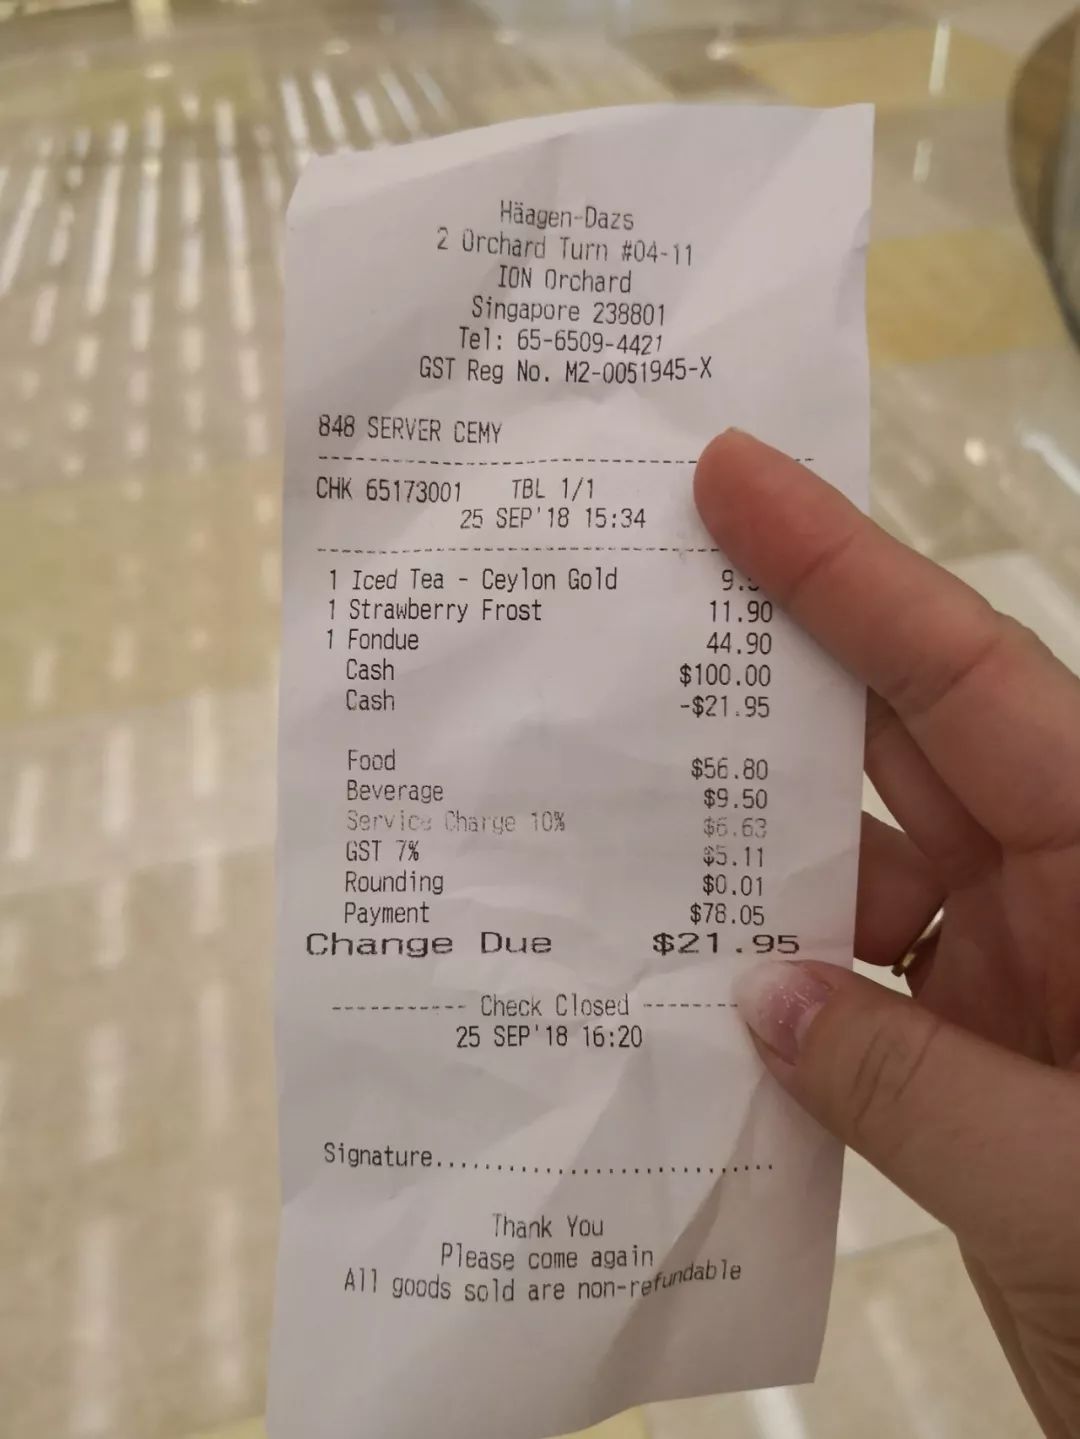 Häagen-Dazs
2 Orchard Turn #04-11
ION Orchard
Singapore 238801
Tel: 65-6509-4421
GST Reg No. M2-0051945-X
848 SERVER CEMY
CHK 65173001 TBL 1/1
25 SEP'18 15:34
1 Iced Tea - Ceylon Gold
1 Strawberry Frost 11.90
1 Fondue 44.90
Cash $100.00
Cash -$21.95
Food $56.80
Beverage $9.50
Service Charge 10% $6.63
GST 7% $5.11
Rounding $0.01
Payment $78.05
Change Due $21.95
----------- Check Closed --------
25 SEP'18 16:20
Signature..............................
Thank You
Please come again
All goods sold are non-refundable